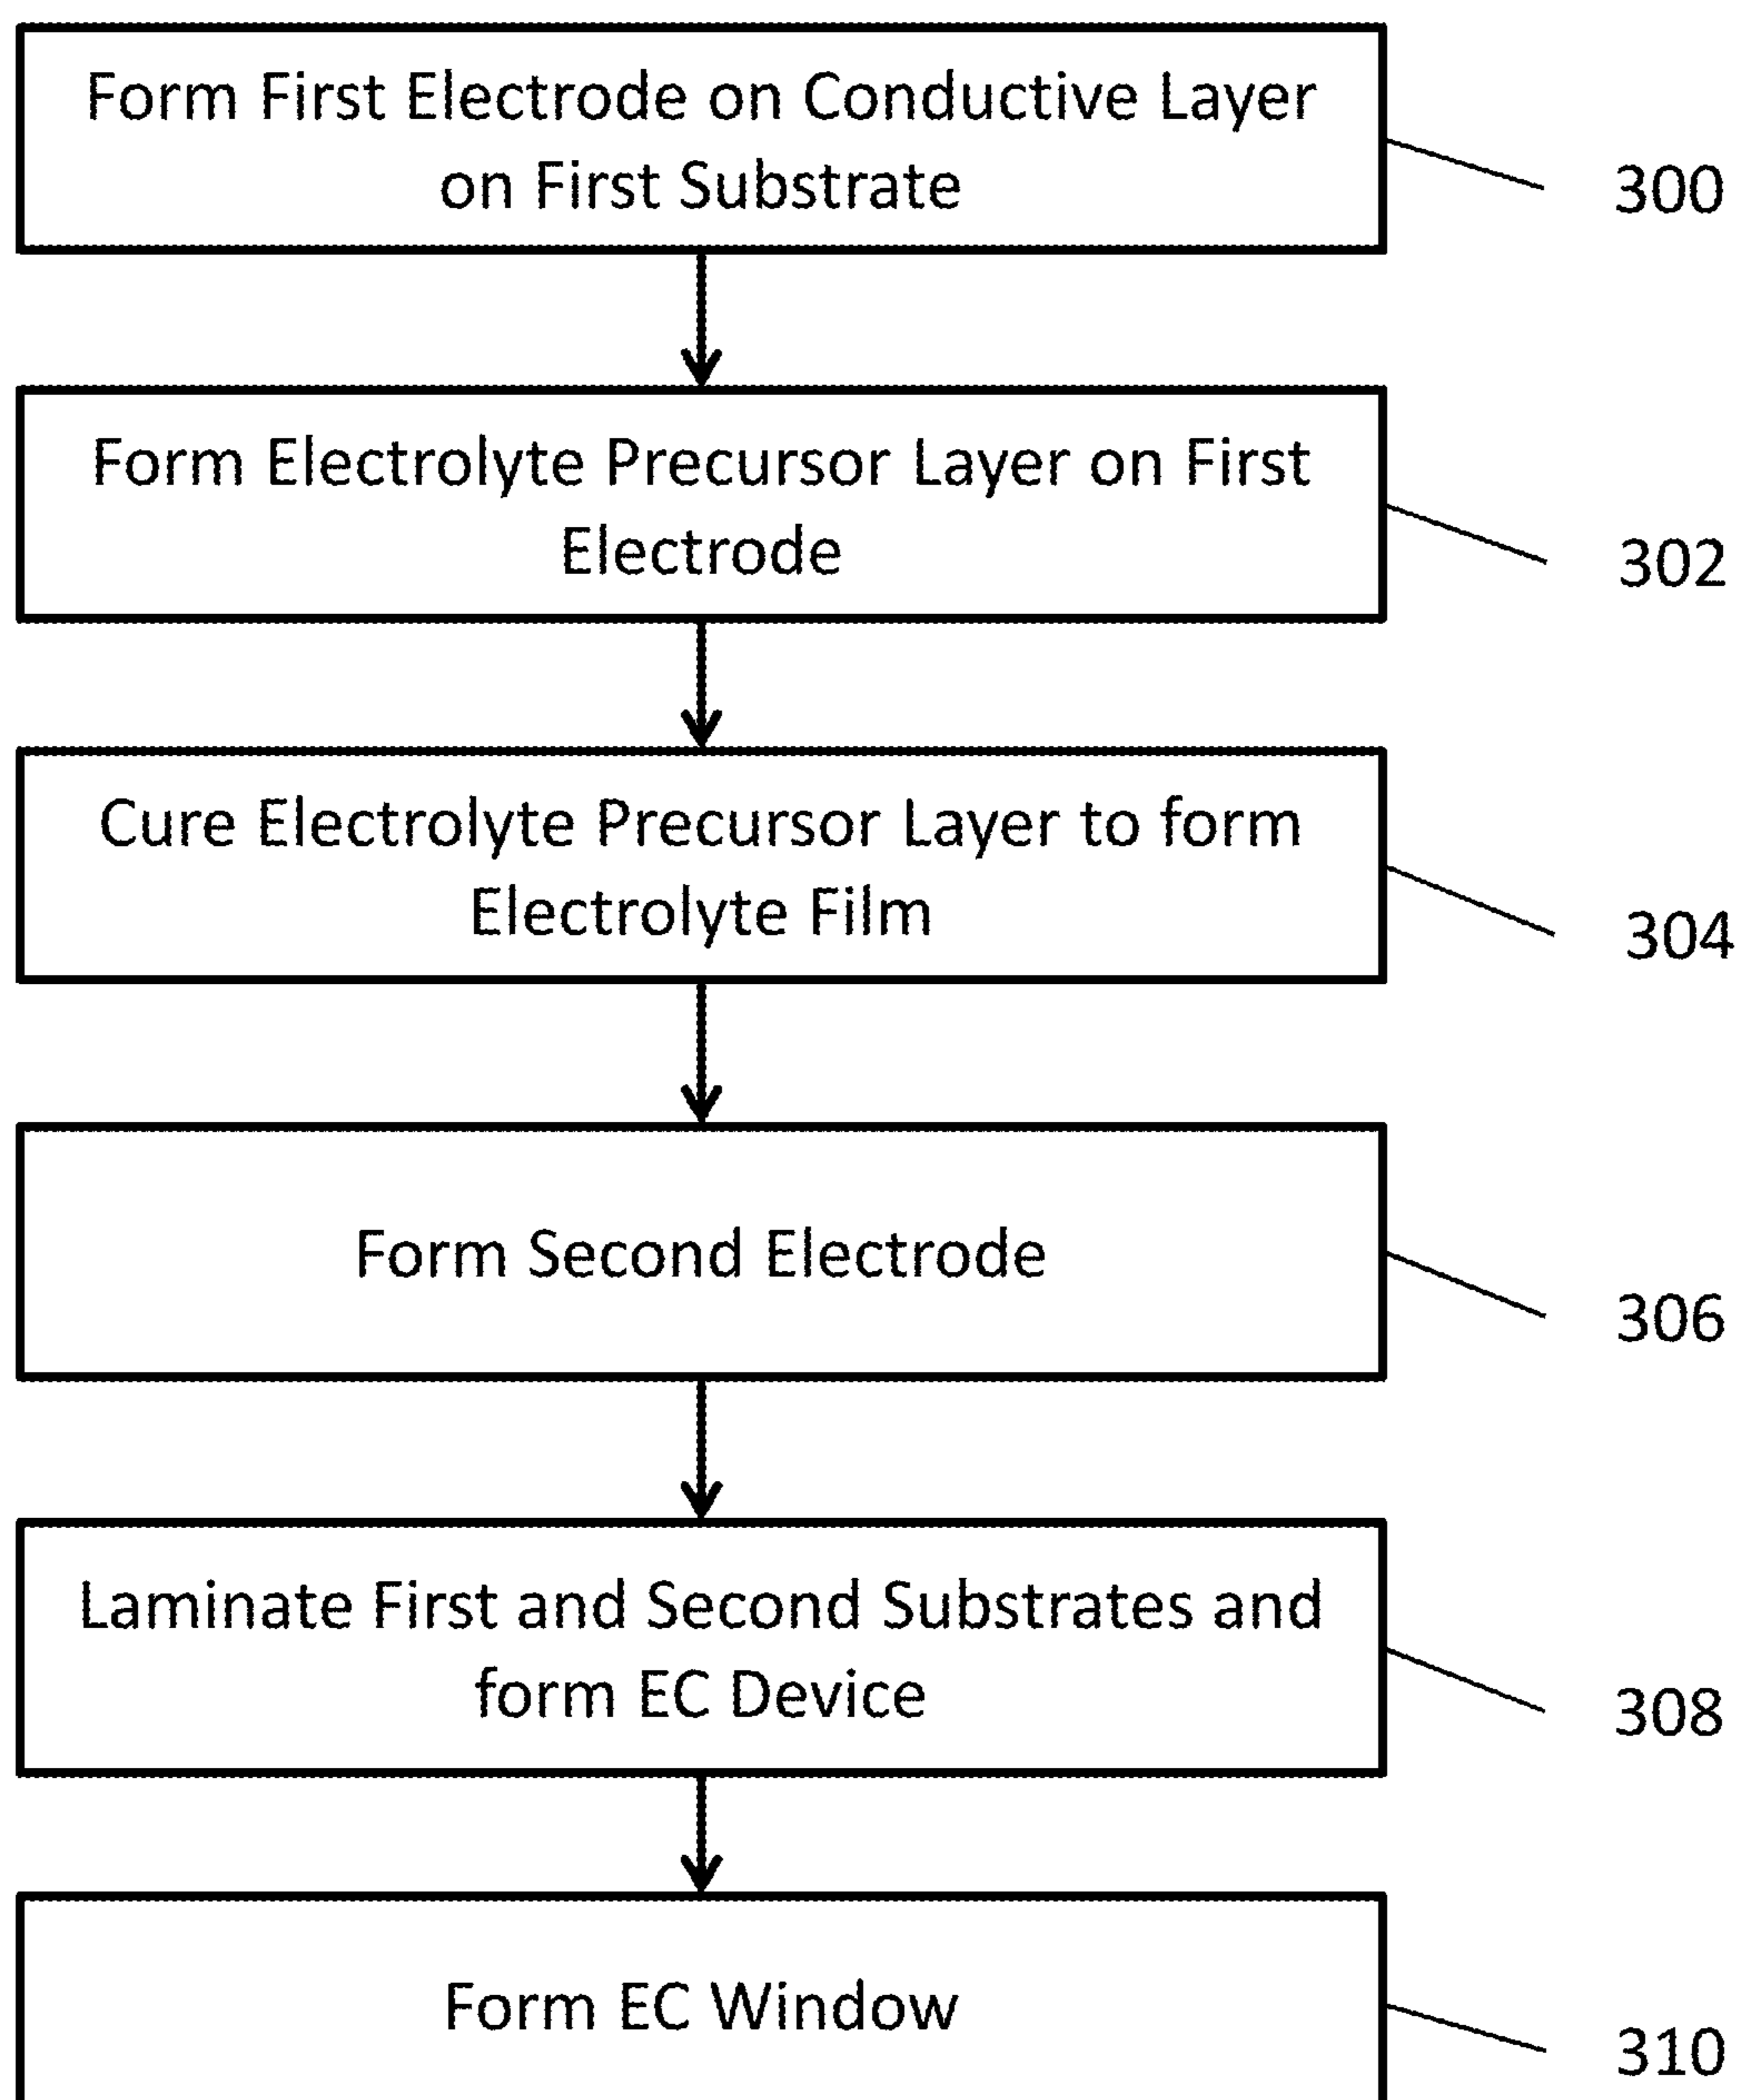 Form First Electrode on Conductive Layer
on First Substrate
300
Form Electrolyte Precursor Layer on First
Electrode
302
Cure Electrolyte Precursor Layer to form
Electrolyte Film
304
Form Second Electrode
306
Laminate First and Second Substrates and
form EC Device
308
Form EC Window
310